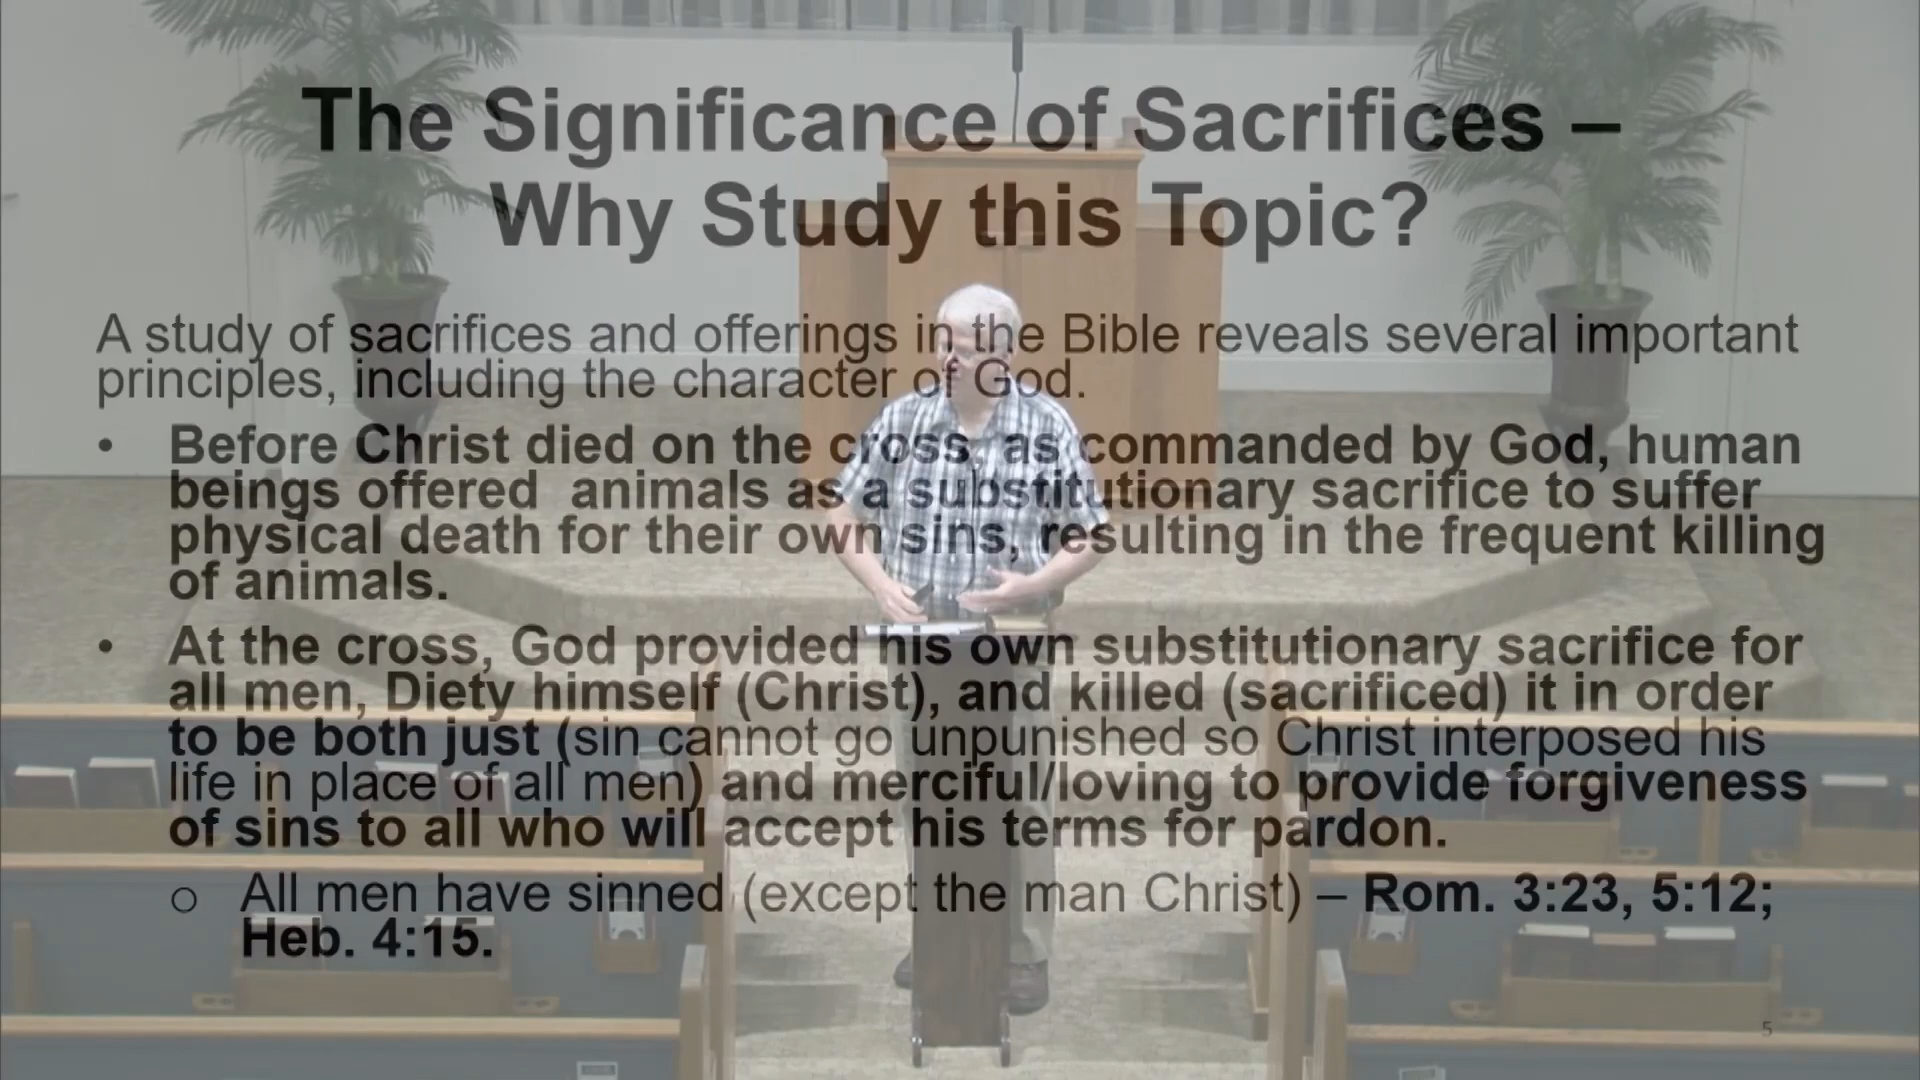 The Significance of Sacrifices –
Why Study this Topic?
A study of sacrifices and offerings in the Bible reveals several important
principles, including the character of God.
• Before Christ died on the cross, as commanded by God, human
beings offered  animals as a substitutionary sacrifice to suffer
physical death for their own sins, resulting in the frequent killing
of animals.
• At the cross, God provided his own substitutionary sacrifice for
all men, Diety himself (Christ), and killed (sacrificed) it in order
to be both just (sin cannot go unpunished so Christ interposed his
life in place of all men) and merciful/loving to provide forgiveness
of sins to all who will accept his terms for pardon.
o All men have sinned (except the man Christ) – Rom. 3:23, 5:12;
Heb. 4:15.
5